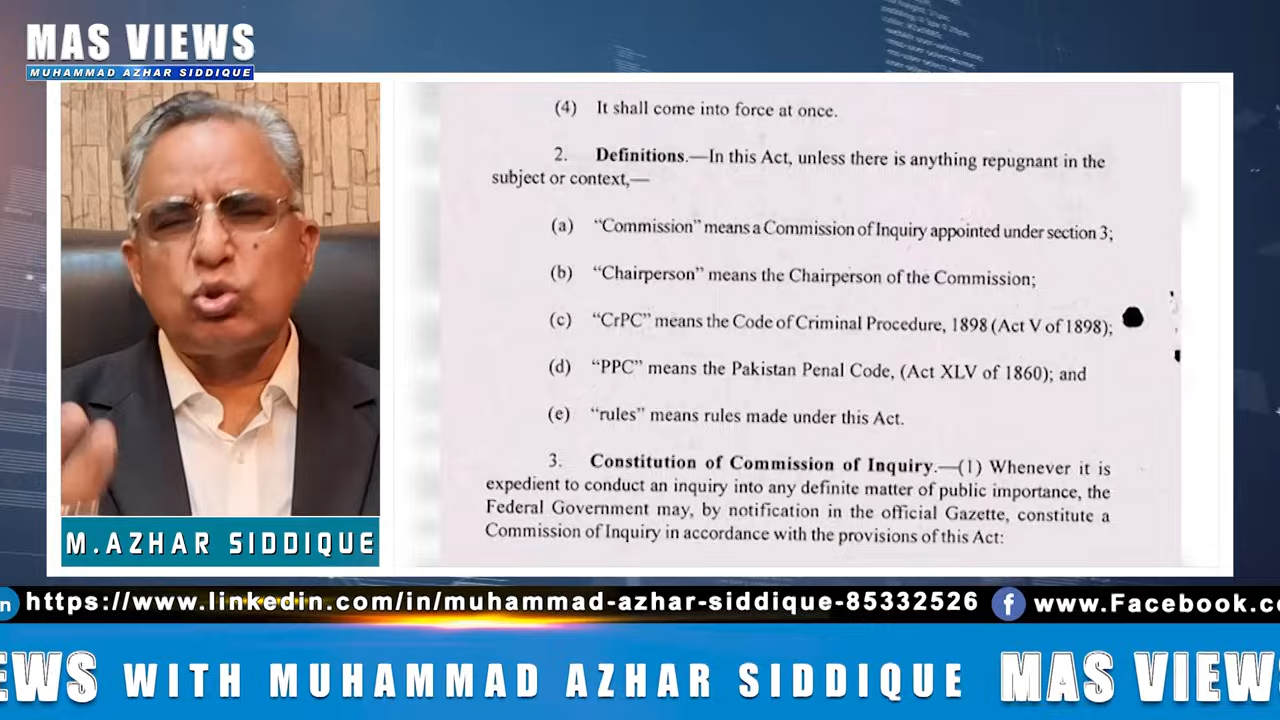 MAS VIEWS
MUHAMMAD AZHAR SIDDIQUE
(4) It shall come into force at once.
2. Definitions.—In this Act, unless there is anything repugnant in the
subject or context,—
(a) “Commission” means a Commission of Inquiry appointed under section 3;
(b) “Chairperson” means the Chairperson of the Commission;
(c) “CrPC” means the Code of Criminal Procedure, 1898 (Act V of 1898);
(d) “PPC” means the Pakistan Penal Code, (Act XLV of 1860); and
(e) “rules” means rules made under this Act.
3. Constitution of Commission of Inquiry.—(1) Whenever it is
expedient to conduct an inquiry into any definite matter of public importance, the
Federal Government may, by notification in the official Gazette, constitute a
Commission of Inquiry in accordance with the provisions of this Act:
M.AZHAR SIDDIQUE
in https://www.linkedin.com/in/muhammad-azhar-siddique-85332526 f www.Facebook.co
EWS WITH MUHAMMAD AZHAR SIDDIQUE MAS VIEWS